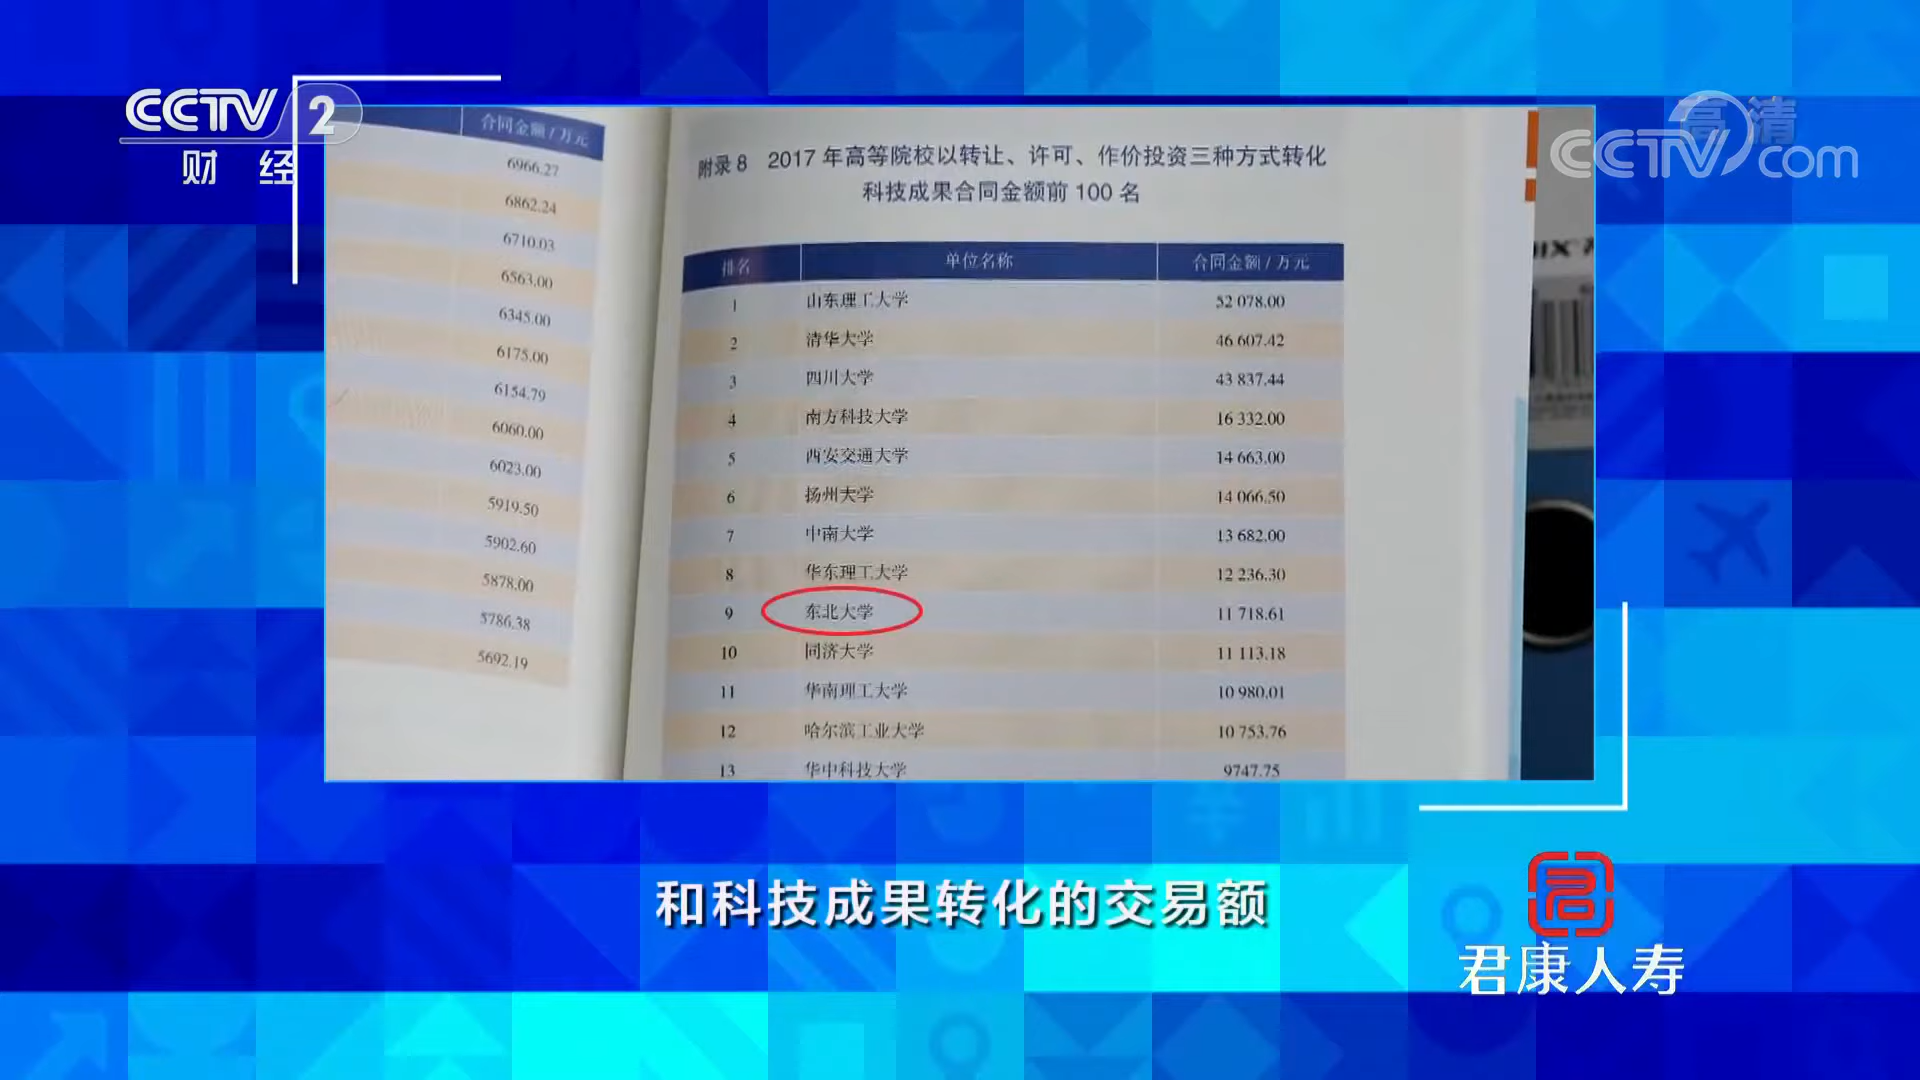 CCTV 2
财 经
高清
CCTV.com
合同金额/万元
6966.27
6862.24
6710.03
6563.00
6345.00
6175.00
6154.79
6060.00
6023.00
5919.50
5902.60
5878.00
5786.38
5692.19
附录 8 2017 年高等院校以转让、许可、作价投资三种方式转化
科技成果合同金额前 100 名
排名 单位名称 合同金额/万元
1 山东理工大学 52 078.00
2 清华大学 46 607.42
3 四川大学 43 837.44
4 南方科技大学 16 332.00
5 西安交通大学 14 663.00
6 扬州大学 14 066.50
7 中南大学 13 682.00
8 华东理工大学 12 236.30
9 东北大学 11 718.61
10 同济大学 11 113.18
11 华南理工大学 10 980.01
12 哈尔滨工业大学 10 753.76
13 华中科技大学 9747.75
和科技成果转化的交易额
君康人寿